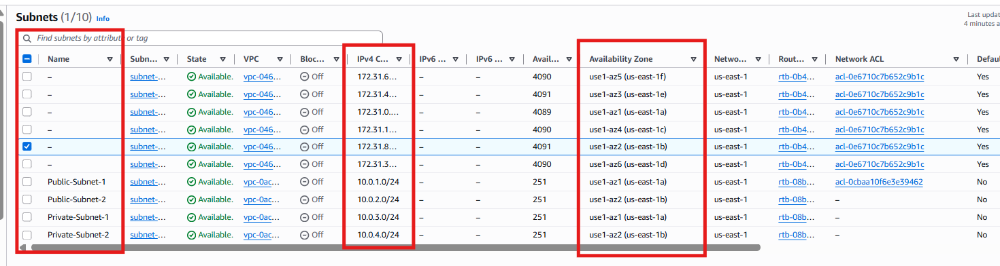 Subnets (1/10) Info
Last updat
4 minutes a
Find subnets by attribute or tag
Name Subn... State VPC Bloc... IPv4 C... IPv6 ... IPv6 ... Avail... Availability Zone Netwo... Rout... Network ACL Defau
– subnet-... Available. vpc-046... Off 172.31.6... – – 4090 use1-az5 (us-east-1f) us-east-1 rtb-0b4... acl-0e6710c7b652c9b1c Yes
– subnet-... Available. vpc-046... Off 172.31.4... – – 4091 use1-az3 (us-east-1e) us-east-1 rtb-0b4... acl-0e6710c7b652c9b1c Yes
– subnet-... Available. vpc-046... Off 172.31.0.... – – 4089 use1-az1 (us-east-1a) us-east-1 rtb-0b4... acl-0e6710c7b652c9b1c Yes
– subnet-... Available. vpc-046... Off 172.31.1... – – 4090 use1-az4 (us-east-1c) us-east-1 rtb-0b4... acl-0e6710c7b652c9b1c Yes
– subnet-... Available. vpc-046... Off 172.31.8... – – 4091 use1-az2 (us-east-1b) us-east-1 rtb-0b4... acl-0e6710c7b652c9b1c Yes
– subnet-... Available. vpc-046... Off 172.31.3... – – 4090 use1-az6 (us-east-1d) us-east-1 rtb-0b4... acl-0e6710c7b652c9b1c Yes
Public-Subnet-1 subnet-... Available. vpc-0ac... Off 10.0.1.0/24 – – 251 use1-az1 (us-east-1a) us-east-1 rtb-08b... acl-0cbaa10f6e3e39462 No
Public-Subnet-2 subnet-... Available. vpc-0ac... Off 10.0.2.0/24 – – 251 use1-az2 (us-east-1b) us-east-1 rtb-08b... – No
Private-Subnet-1 subnet-... Available. vpc-0ac... Off 10.0.3.0/24 – – 251 use1-az1 (us-east-1a) us-east-1 rtb-08b... – No
Private-Subnet-2 subnet-... Available. vpc-0ac... Off 10.0.4.0/24 – – 251 use1-az2 (us-east-1b) us-east-1 rtb-08b... – No